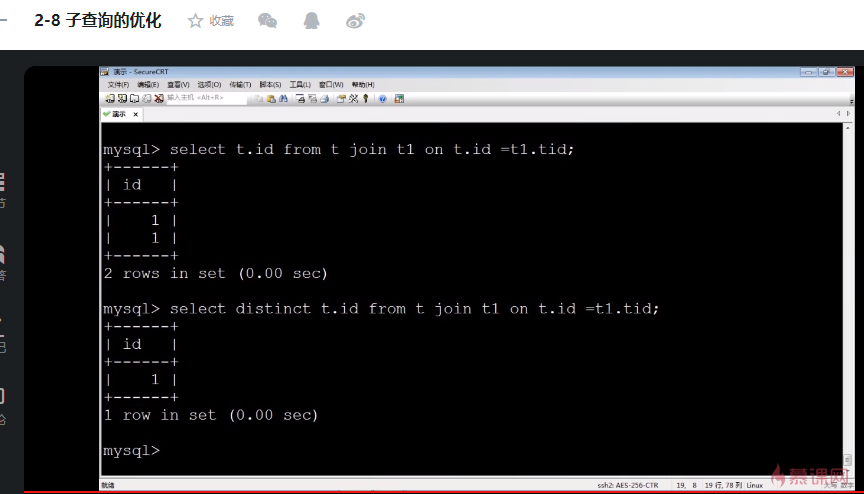 2-8 子查询的优化 收藏
演示 - SecureCRT
文件(F) 编辑(E) 查看(V) 选项(O) 传输(T) 脚本(S) 工具(L) 窗口(W) 帮助(H)
输入主机 <Alt+R>
演示
mysql> select t.id from t join t1 on t.id =t1.tid;
+------+
| id   |
+------+
|    1 |
|    1 |
+------+
2 rows in set (0.00 sec)
mysql> select distinct t.id from t join t1 on t.id =t1.tid;
+------+
| id   |
+------+
|    1 |
+------+
1 row in set (0.00 sec)
mysql>
慕课网
就绪 ssh2: AES-256-CTR 19, 8 19 行, 78 列 Linux 大写 数字